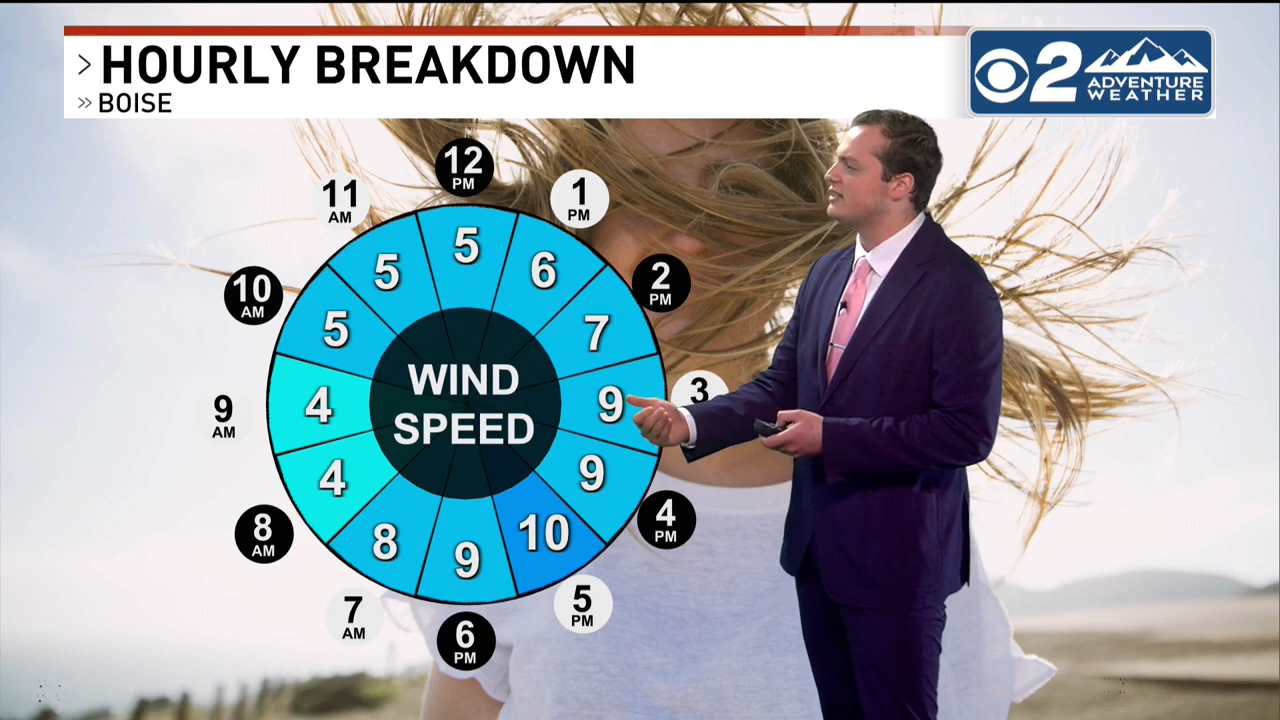 > HOURLY BREAKDOWN
>> BOISE
2 ADVENTURE
WEATHER
12
PM
5
1
PM
6
2
PM
7
3
9
4
PM
9
5
PM
10
6
PM
9
7
AM
8
8
AM
4
9
AM
4
10
AM
5
11
AM
5
WIND
SPEED